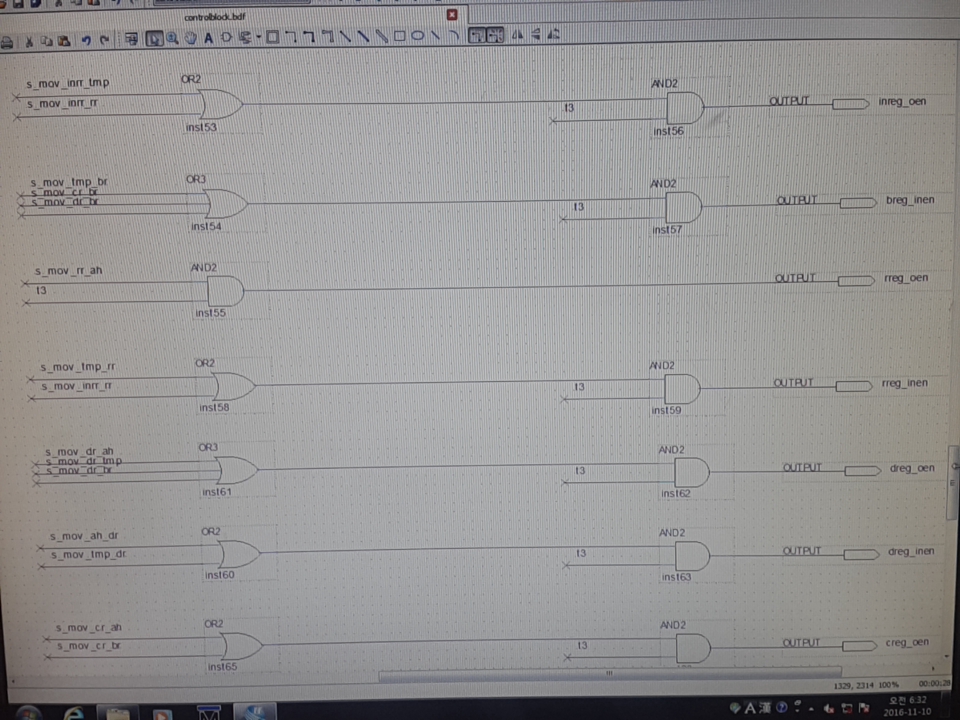 controlblock.bdf
A
s_mov_inrr_tmp
s_mov_inrr_rr
OR2
inst53
t3
AND2
inst56
OUTPUT
inreg_oen
s_mov_tmp_br
s_mov_cr_br
s_mov_dr_br
OR3
inst54
t3
AND2
inst57
OUTPUT
breg_inen
s_mov_rr_ah
t3
AND2
inst55
OUTPUT
rreg_oen
s_mov_tmp_rr
s_mov_inrr_rr
OR2
inst58
t3
AND2
inst59
OUTPUT
rreg_inen
s_mov_dr_ah
s_mov_dr_tmp
s_mov_dr_br
OR3
inst61
t3
AND2
inst62
OUTPUT
dreg_oen
s_mov_ah_dr
s_mov_tmp_dr
OR2
inst60
t3
AND2
inst63
OUTPUT
dreg_inen
s_mov_cr_ah
s_mov_cr_br
OR2
inst65
t3
AND2
OUTPUT
creg_oen
1329, 2314 100% 00:00:28
A 漢
오전 6:32
2016-11-10